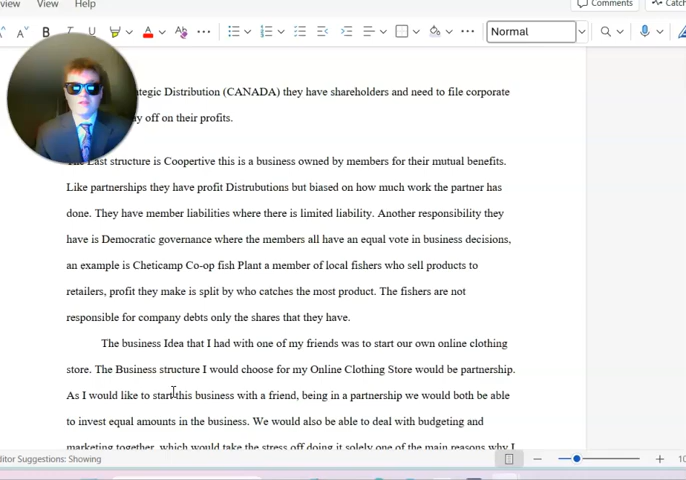 view View Help Comments Catch
B I U A Normal
ategic Distribution (CANADA) they have shareholders and need to file corporate
off on their profits.
Last structure is Coopertive this is a business owned by members for their mutual benefits.
Like partnerships they have profit Distrubutions but biased on how much work the partner has
done. They have member liabilities where there is limited liability. Another responsibility they
have is Democratic governance where the members all have an equal vote in business decisions,
an example is Cheticamp Co-op fish Plant a member of local fishers who sell products to
retailers, profit they make is split by who catches the most product. The fishers are not
responsible for company debts only the shares that they have.
The business Idea that I had with one of my friends was to start our own online clothing
store. The Business structure I would choose for my Online Clothing Store would be partnership.
As I would like to start this business with a friend, being in a partnership we would both be able
to invest equal amounts in the business. We would also be able to deal with budgeting and
marketing together, which would take the stress off doing it solely one of the main reasons why I
ditor Suggestions: Showing